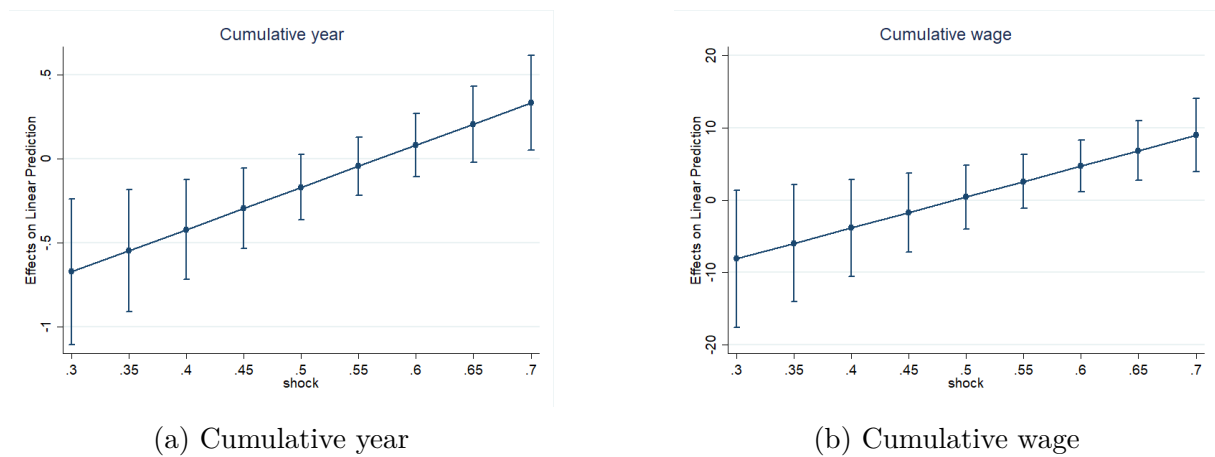 Cumulative year
Effects on Linear Prediction
.5
0
-.5
-1
.3 .35 .4 .45 .5 .55 .6 .65 .7
shock
(a) Cumulative year
Cumulative wage
Effects on Linear Prediction
20
10
0
-10
-20
.3 .35 .4 .45 .5 .55 .6 .65 .7
shock
(b) Cumulative wage